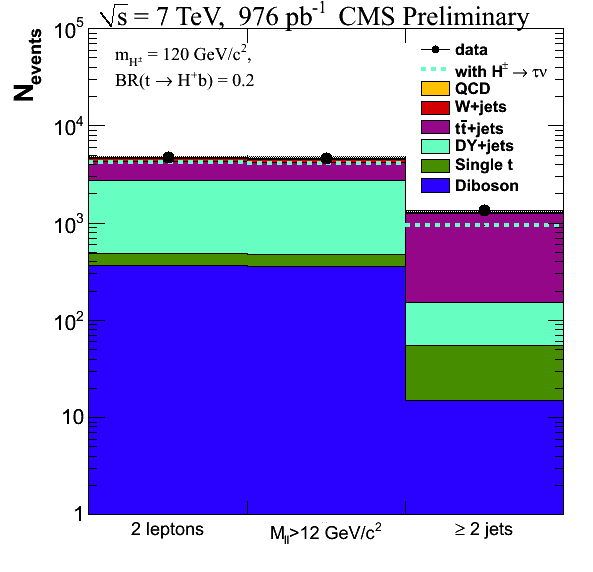 √s = 7 TeV, 976 pb⁻¹ CMS Preliminary
N_events
m_H± = 120 GeV/c²,
BR(t → H⁺b) = 0.2
data
with H± → τν
QCD
W+jets
tt̄+jets
DY+jets
Single t
Diboson
10⁵
10⁴
10³
10²
10
1
2 leptons
M_ll>12 GeV/c²
≥ 2 jets